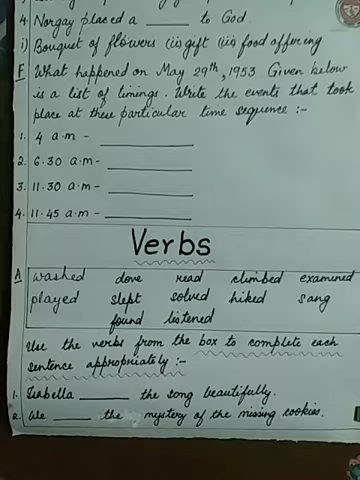 4. Norgay placed a ______ to God.
i) Bouquet of flowers (ii) gift (iii) food offering
F What happened on May 29th, 1953 Given below
is a list of timings. Write the events that took
place at these particular time sequence :-
1. 4 a.m - ______
2. 6.30 a.m - ______
3. 11.30 a.m - ______
4. 11.45 a.m - ______
Verbs
A washed dove read climbed examined
played slept solved hiked sang
found listened
Use the verbs from the box to complete each
sentence appropriately :-
1. Isabella ______ the song beautifully.
2. We ______ the mystery of the missing cookies.